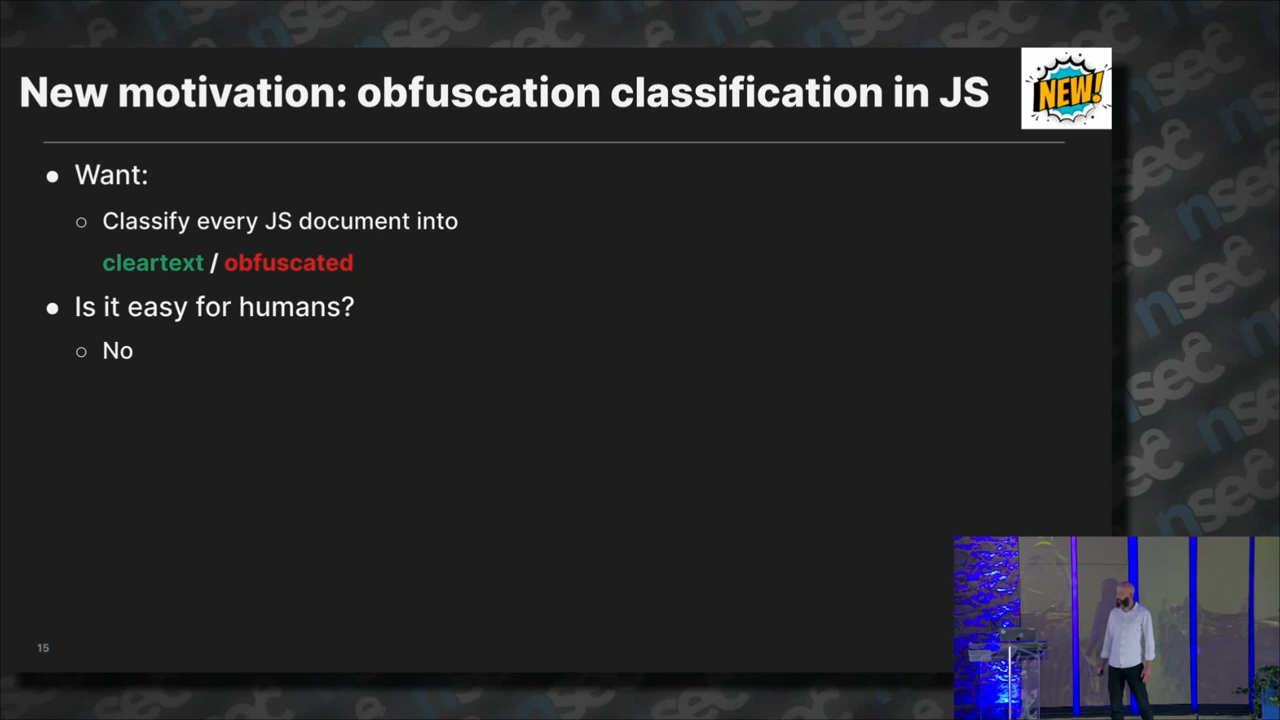 New motivation: obfuscation classification in JS
NEW!
● Want:
○ Classify every JS document into
cleartext / obfuscated
● Is it easy for humans?
○ No
15
nsec